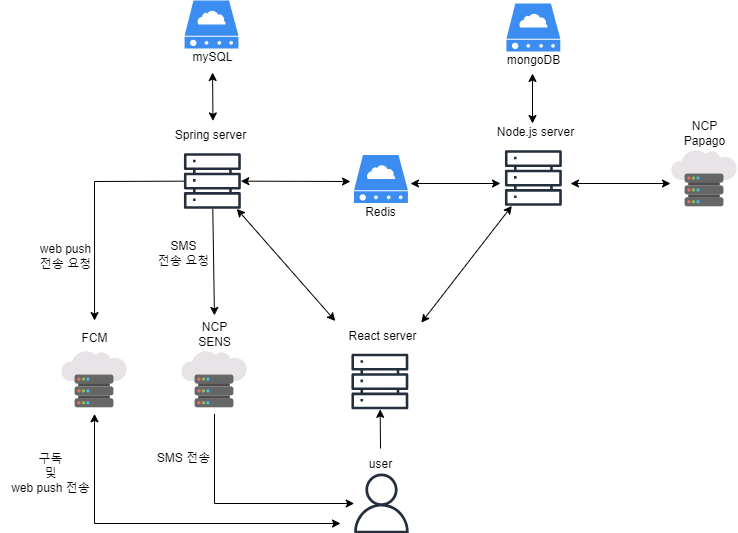 mySQL
mongoDB
Spring server
Node.js server
NCP
Papago
Redis
web push
전송 요청
SMS
전송 요청
FCM
NCP
SENS
React server
구독
및
web push 전송
SMS 전송
user